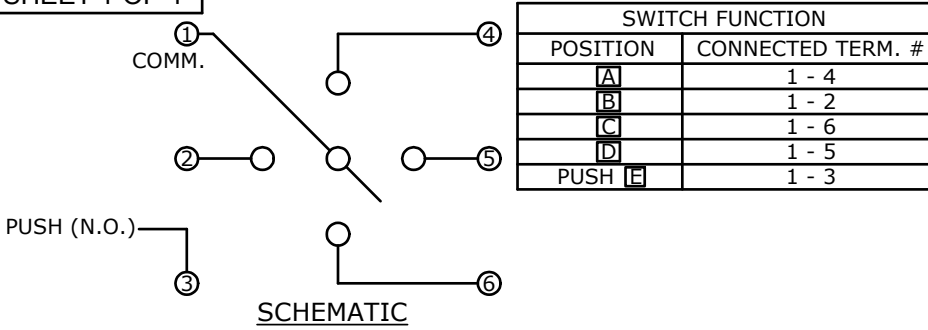 SHEET 1 OF 1
1
COMM.
4
2
5
PUSH (N.O.)
3
6
SCHEMATIC
SWITCH FUNCTION
POSITION CONNECTED TERM. #
A 1 - 4
B 1 - 2
C 1 - 6
D 1 - 5
PUSH E 1 - 3